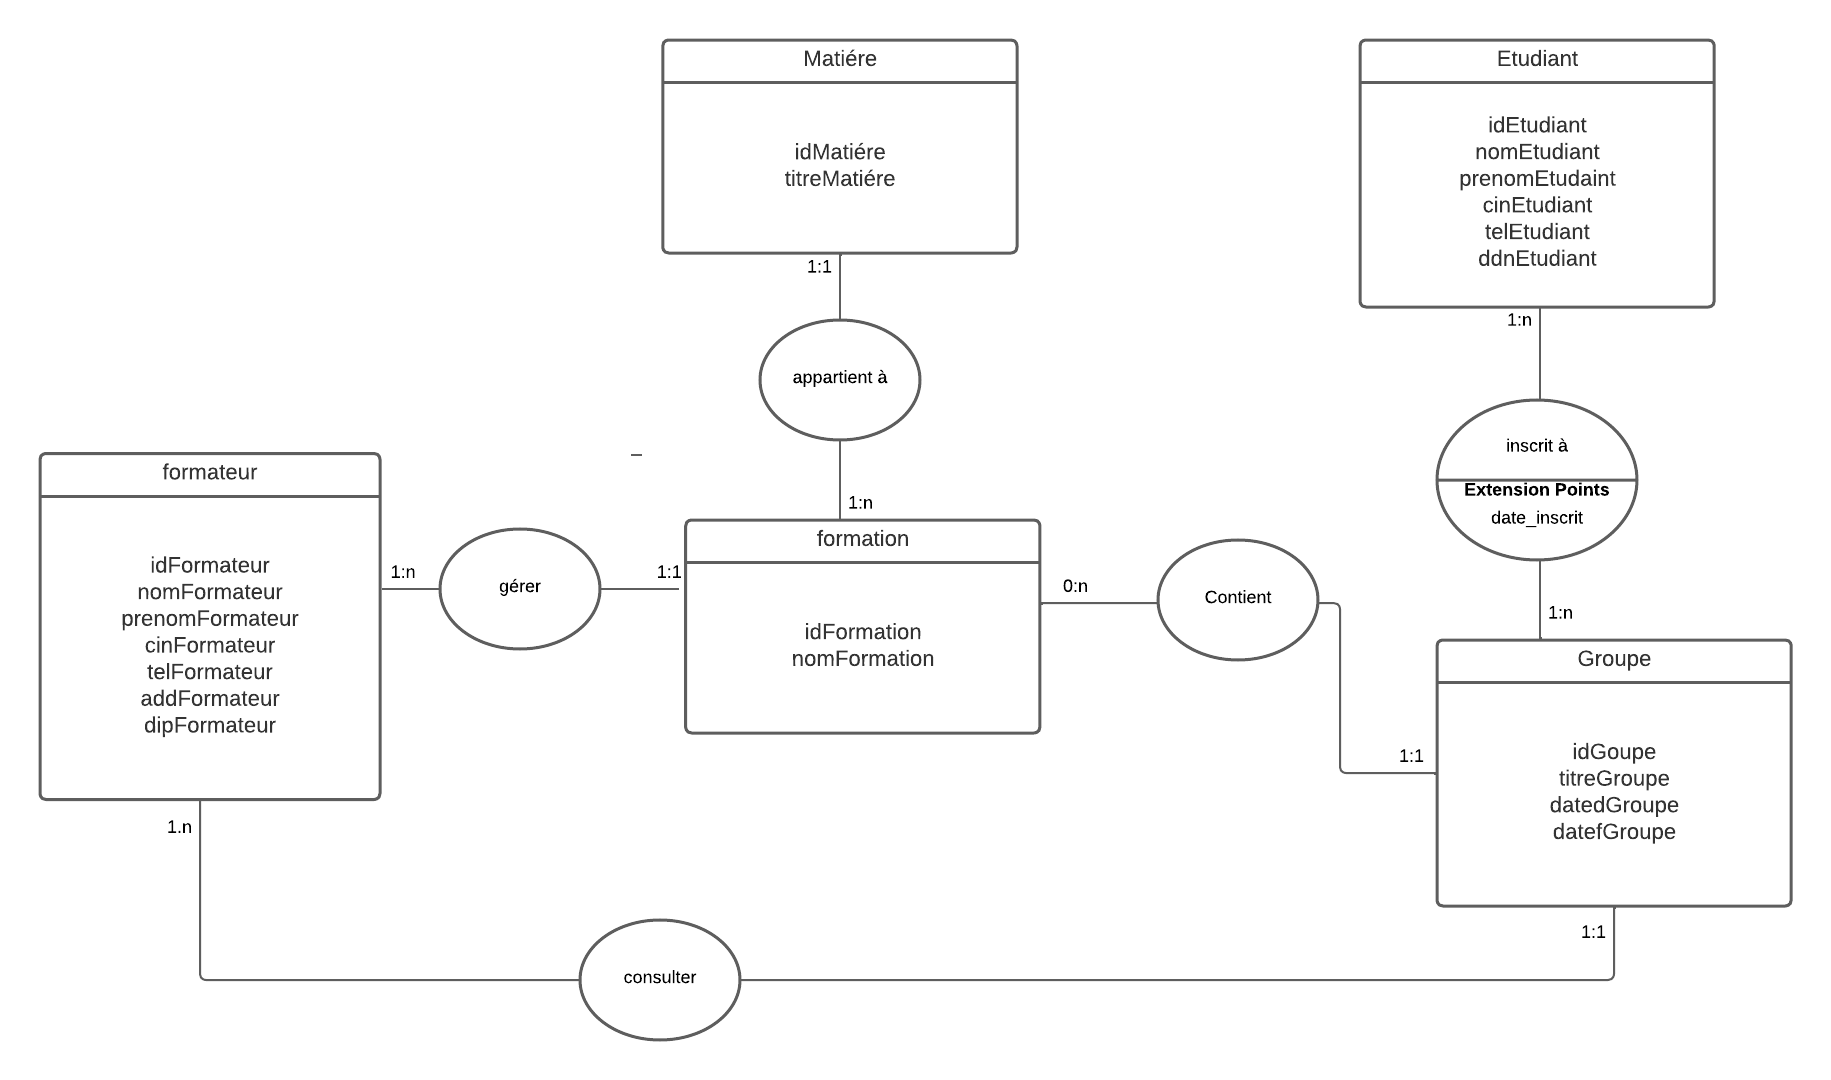 Matiére
idMatiére
titreMatiére
1:1
appartient à
1:n
Etudiant
idEtudiant
nomEtudiant
prenomEtudaint
cinEtudiant
telEtudiant
ddnEtudiant
1:n
inscrit à
Extension Points
date_inscrit
1:n
formateur
idFormateur
nomFormateur
prenomFormateur
cinFormateur
telFormateur
addFormateur
dipFormateur
1:n
gérer
1:1
formation
idFormation
nomFormation
0:n
Contient
1:1
Groupe
idGoupe
titreGroupe
datedGroupe
datefGroupe
1.n
consulter
1:1